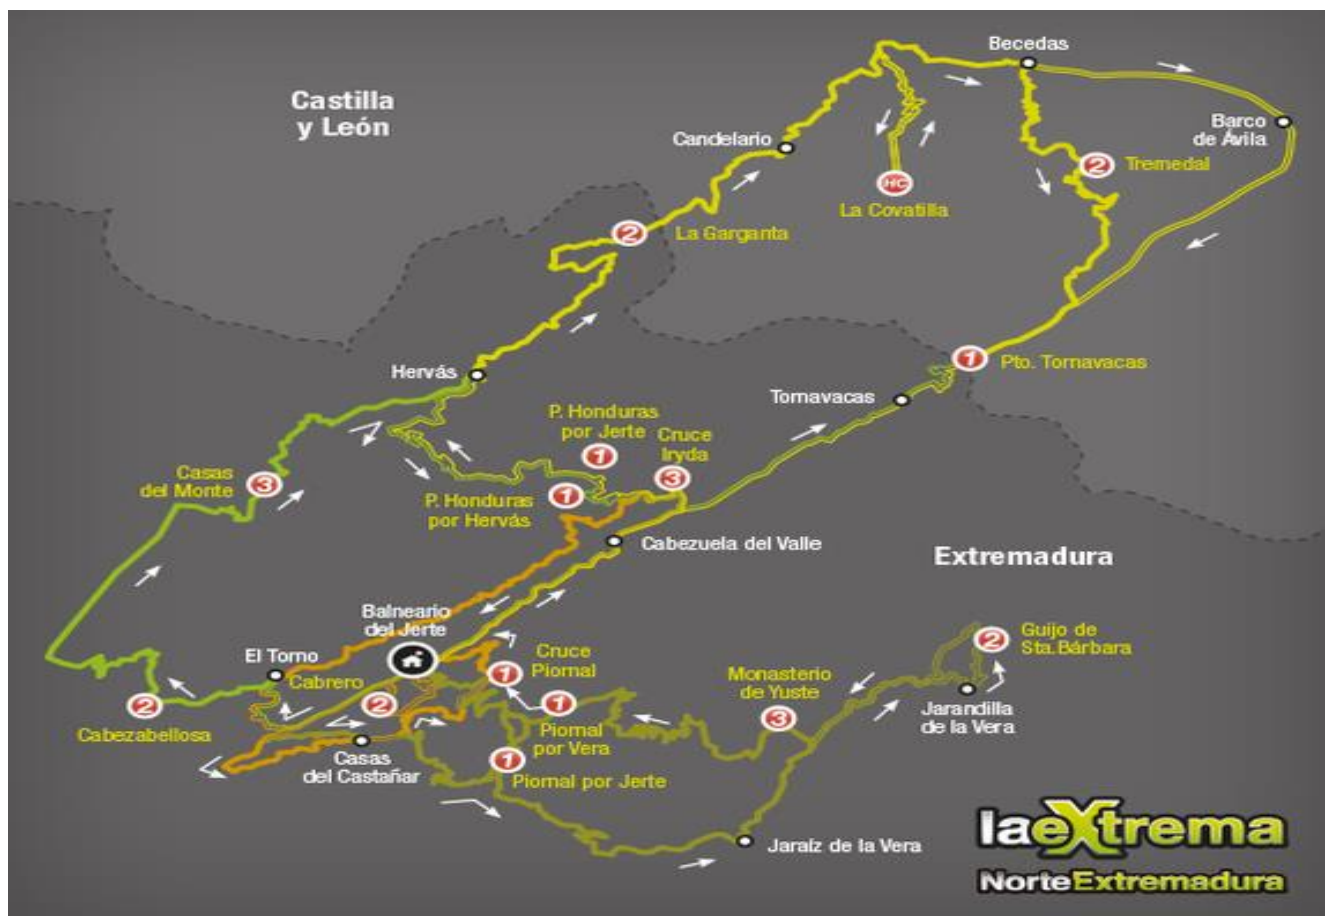 Becedas
Castilla
y León
Barco
de Ávila
Candelario
2
Tremedal
HC
La Covatilla
2
La Garganta
Hervás
1
Pto. Tornavacas
Tornavacas
P. Honduras
por Jerte
Cruce
Iryda
1
3
Casas
del Monte
3
1
P. Honduras
por Hervás
Cabezuela del Valle
Extremadura
Balneario
del Jerte
El Torno
Cabrero
Cruce
Piornal
1
2
Guijo de
Sta.Bárbara
2
Monasterio
de Yuste
3
Jarandilla
de la Vera
2
Cabezabellosa
1
Piornal
por Vera
Casas
del Castañar
1
Piornal por Jerte
Jaraíz de la Vera
laextrema
NorteExtremadura